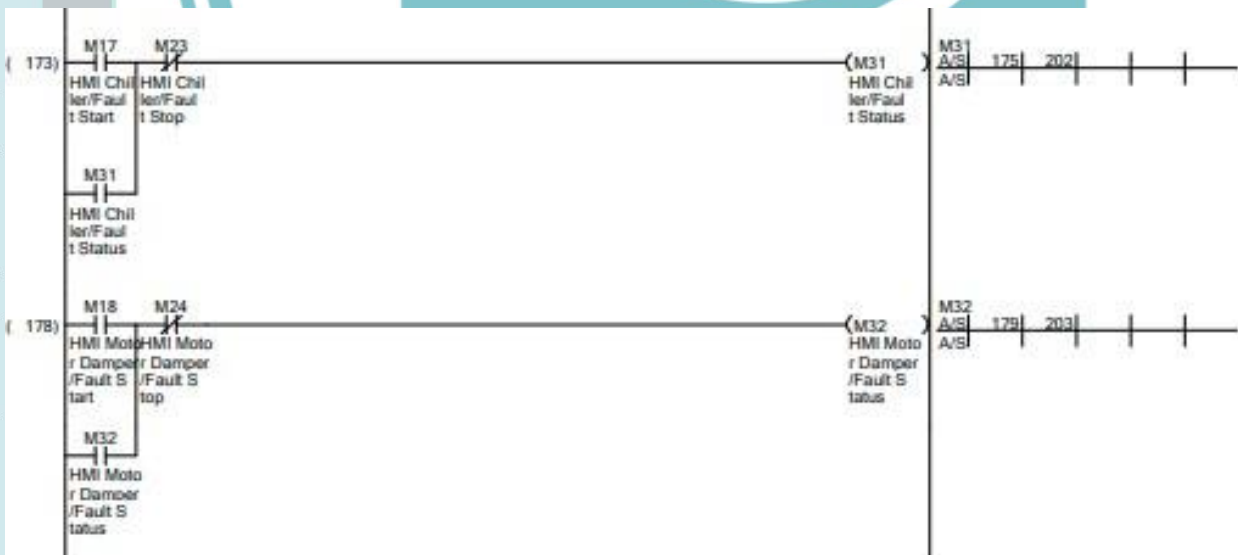 M17 M23
( 173)
(M31 )
HMI Chil HMI Chil
ler/Faul ler/Faul
t Start t Stop
HMI Chil
ler/Faul
t Status
M31
A/S 175 202
A/S
M31
HMI Chil
ler/Faul
t Status
M18 M24
( 178)
(M32 )
HMI Moto HMI Moto
r Damper r Damper
/Fault S /Fault S
tart top
HMI Moto
r Damper
/Fault S
tatus
M32
A/S 179 203
A/S
M32
HMI Moto
r Damper
/Fault S
tatus